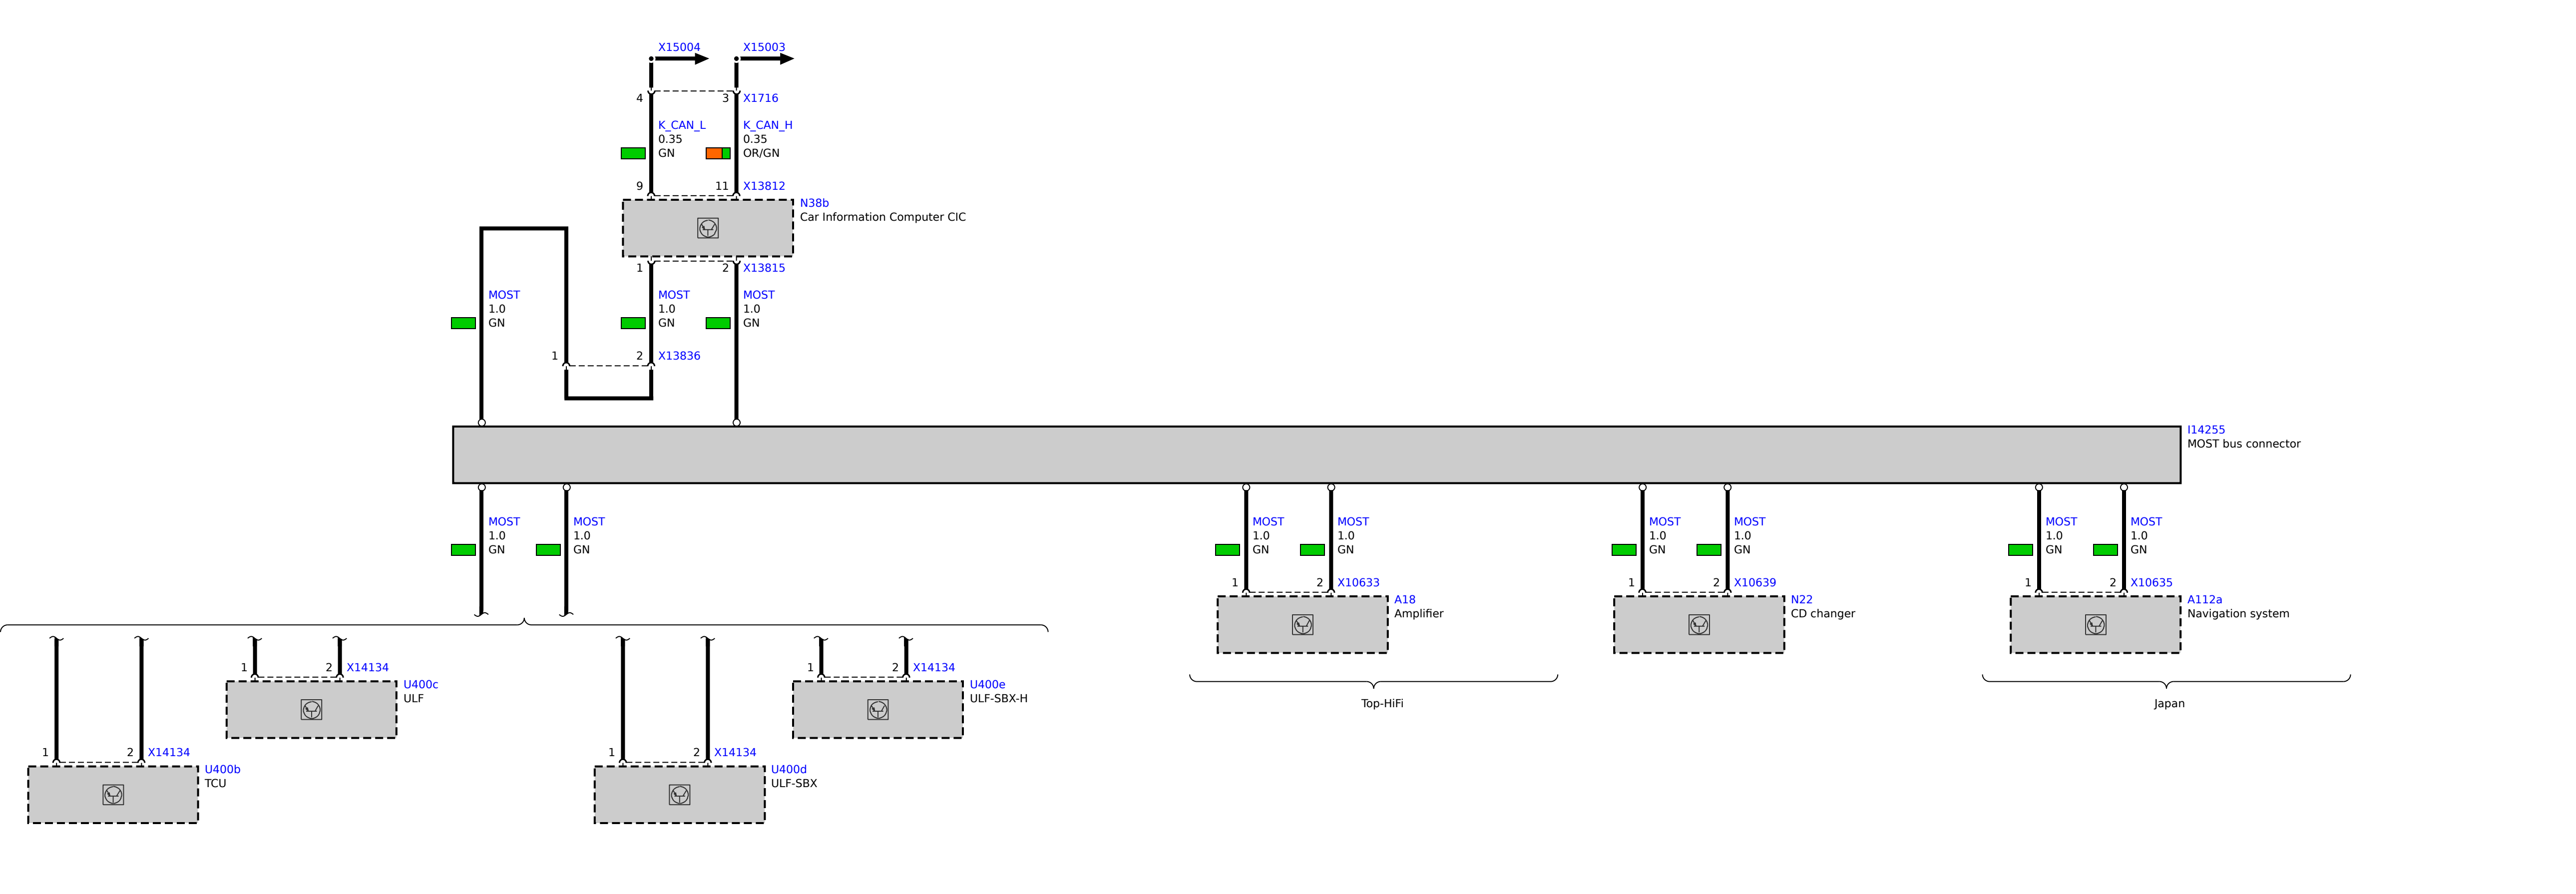 X15004
X15003
4
3
X1716
K_CAN_L
0.35
GN
K_CAN_H
0.35
OR/GN
9
11
X13812
N38b
Car Information Computer CIC
1
2
X13815
MOST
1.0
GN
MOST
1.0
GN
MOST
1.0
GN
1
2
X13836
I14255
MOST bus connector
MOST
1.0
GN
MOST
1.0
GN
MOST
1.0
GN
MOST
1.0
GN
MOST
1.0
GN
MOST
1.0
GN
MOST
1.0
GN
MOST
1.0
GN
1
2
X10633
A18
Amplifier
1
2
X10639
N22
CD changer
1
2
X10635
A112a
Navigation system
1
2
X14134
U400c
ULF
1
2
X14134
U400e
ULF-SBX-H
Top-HiFi
Japan
1
2
X14134
U400b
TCU
1
2
X14134
U400d
ULF-SBX